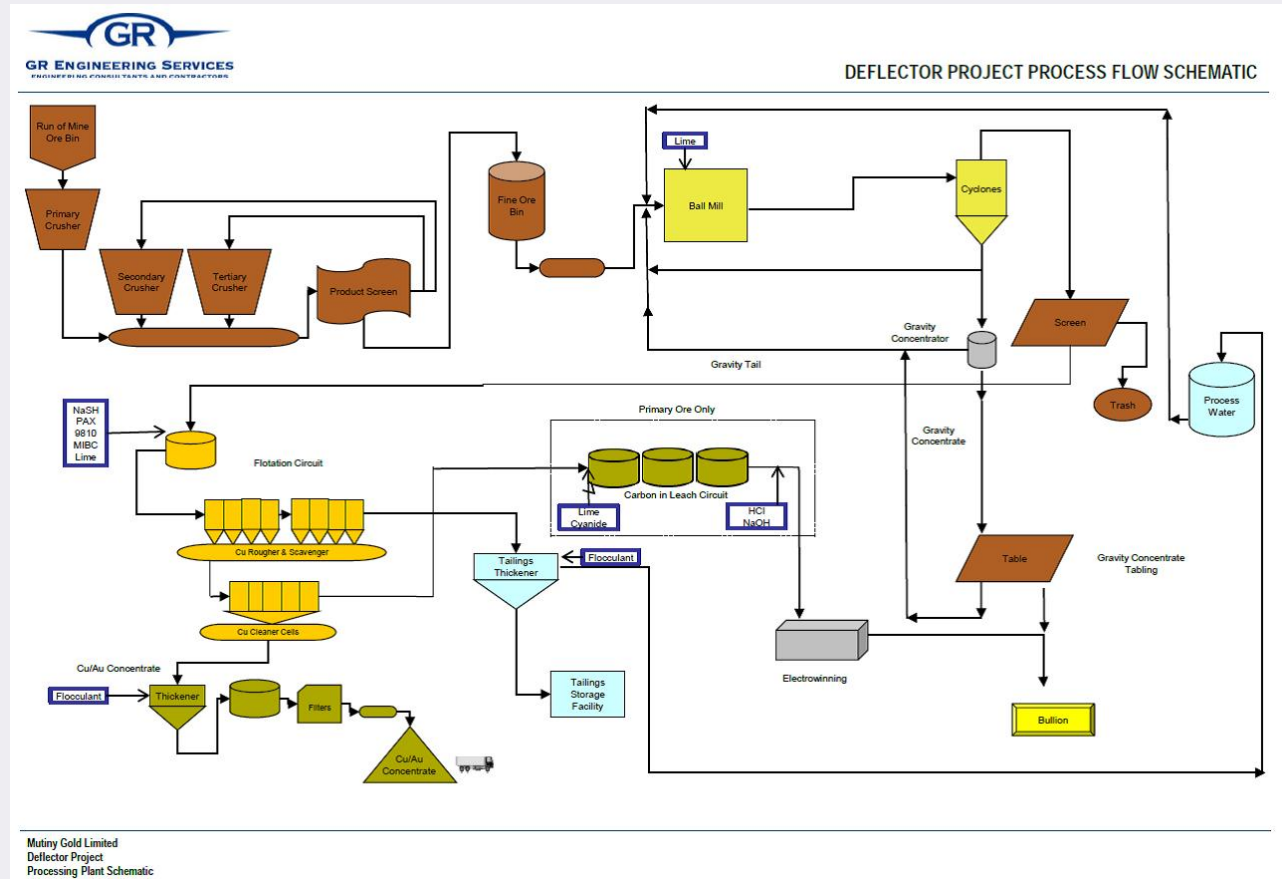 GR
GR ENGINEERING SERVICES
ENGINEERING CONSULTANTS AND CONTRACTORS
DEFLECTOR PROJECT PROCESS FLOW SCHEMATIC
Run of Mine
Ore Bin
Primary
Crusher
Secondary
Crusher
Tertiary
Crusher
Product Screen
Fine Ore
Bin
Lime
Ball Mill
Cyclones
Screen
Gravity
Concentrator
Gravity Tail
Trash
Process
Water
NaSH
PAX
9810
MIBC
Lime
Flotation Circuit
Primary Ore Only
Carbon in Leach Circuit
Lime
Cyanide
HCl
NaOH
Gravity
Concentrate
Cu Rougher & Scavenger
Tailings
Thickener
Flooculant
Table
Gravity Concentrate
Tabling
Cu Cleaner Cells
Electrowinning
Cu/Au Concentrate
Flooculant
Thickener
Filters
Cu/Au
Concentrate
Tailings
Storage
Facility
Bullion
Mutiny Gold Limited
Deflector Project
Processing Plant Schematic